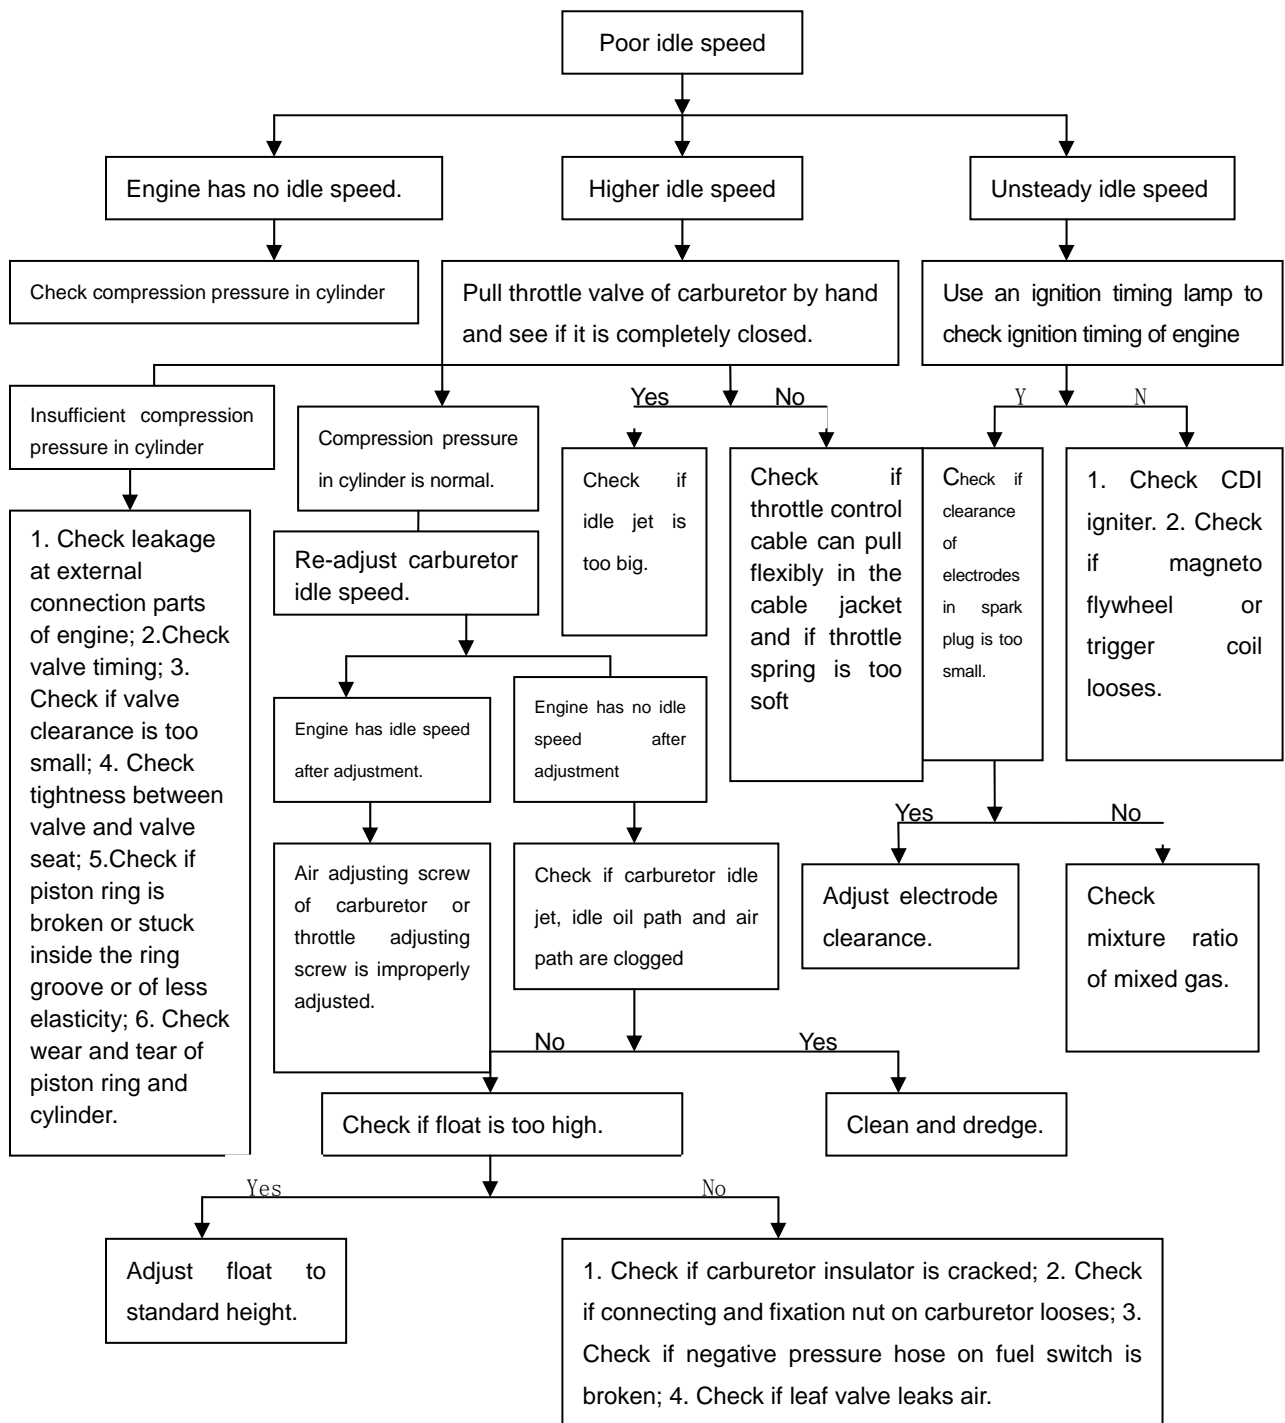 Poor idle speed
Engine has no idle speed.
Higher idle speed
Unsteady idle speed
Check compression pressure in cylinder
Pull throttle valve of carburetor by hand
and see if it is completely closed.
Use an ignition timing lamp to
check ignition timing of engine
Insufficient compression
pressure in cylinder
Compression pressure
in cylinder is normal.
Yes
No
Y
N
Check if
idle jet is
too big.
Check if
throttle control
cable can pull
flexibly in the
cable jacket
and if throttle
spring is too
soft
Check if
clearance
of
electrodes
in spark
plug is too
small.
1. Check CDI
igniter. 2. Check
if magneto
flywheel or
trigger coil
looses.
1. Check leakage
at external
connection parts
of engine; 2.Check
valve timing; 3.
Check if valve
clearance is too
small; 4. Check
tightness between
valve and valve
seat; 5.Check if
piston ring is
broken or stuck
inside the ring
groove or of less
elasticity; 6. Check
wear and tear of
piston ring and
cylinder.
Re-adjust carburetor
idle speed.
Engine has idle speed
after adjustment.
Engine has no idle
speed after
adjustment
Yes
No
Air adjusting screw
of carburetor or
throttle adjusting
screw is improperly
adjusted.
Check if carburetor idle
jet, idle oil path and air
path are clogged
Adjust electrode
clearance.
Check
mixture ratio
of mixed gas.
No
Yes
Check if float is too high.
Clean and dredge.
Yes
No
Adjust float to
standard height.
1. Check if carburetor insulator is cracked; 2. Check
if connecting and fixation nut on carburetor looses; 3.
Check if negative pressure hose on fuel switch is
broken; 4. Check if leaf valve leaks air.